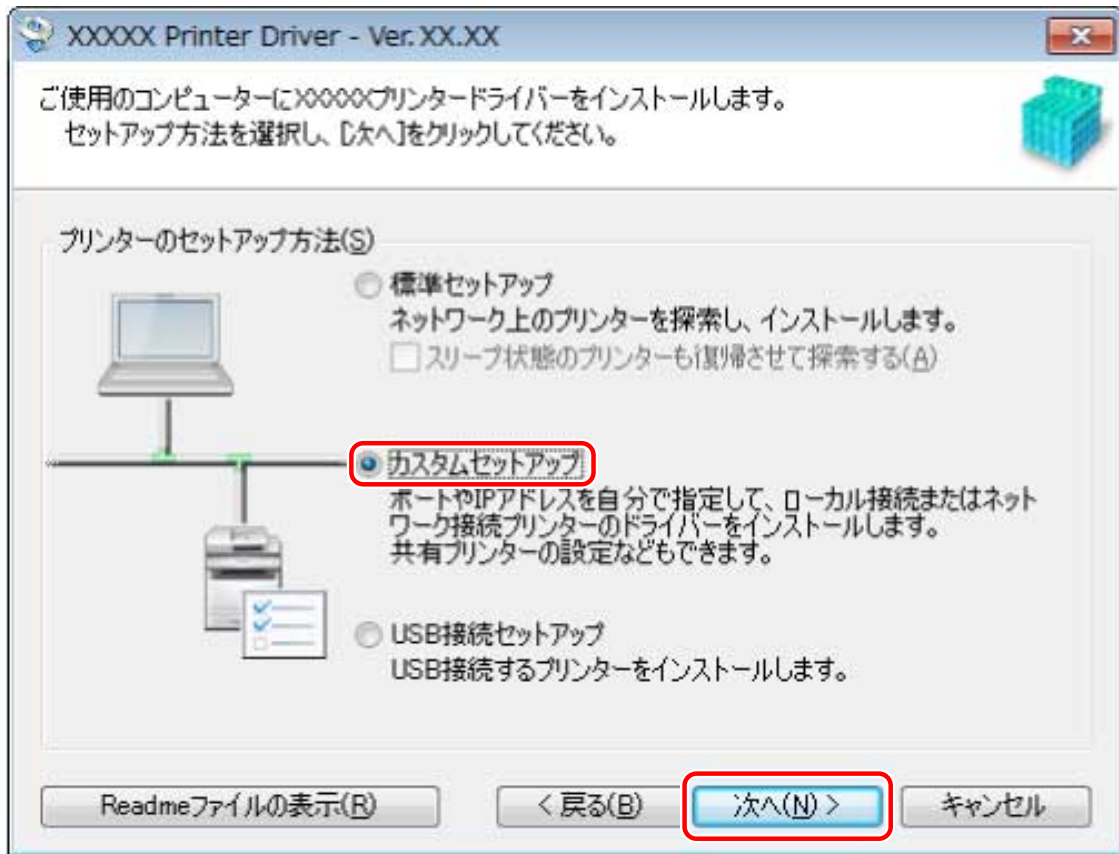 XXXXX Printer Driver - Ver. XX.XX
ご使用のコンピューターにXXXXXプリンタードライバーをインストールします。
セットアップ方法を選択し、[次へ]をクリックしてください。
プリンターのセットアップ方法(S)
標準セットアップ
ネットワーク上のプリンターを探索し、インストールします。
スリープ状態のプリンターも復帰させて探索する(A)
カスタムセットアップ
ポートやIPアドレスを自分で指定して、ローカル接続またはネット
ワーク接続プリンターのドライバーをインストールします。
共有プリンターの設定などもできます。
USB接続セットアップ
USB接続するプリンターをインストールします。
Readmeファイルの表示(R)
< 戻る(B)
次へ(N) >
キャンセル